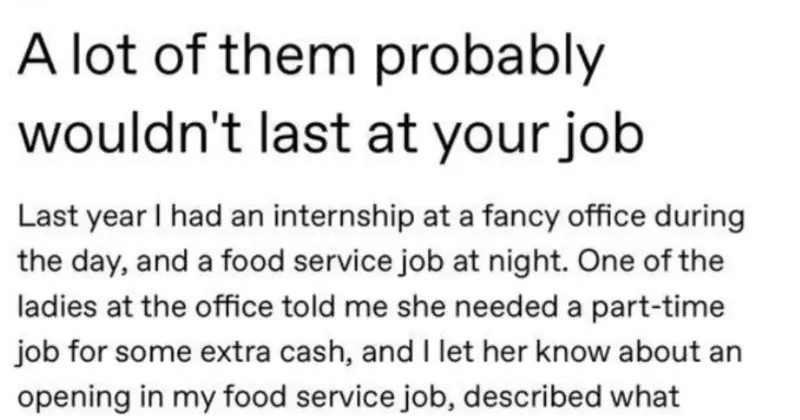 A lot of them probably
wouldn't last at your job
Last year I had an internship at a fancy office during
the day, and a food service job at night. One of the
ladies at the office told me she needed a part-time
job for some extra cash, and I let her know about an
opening in my food service job, described what